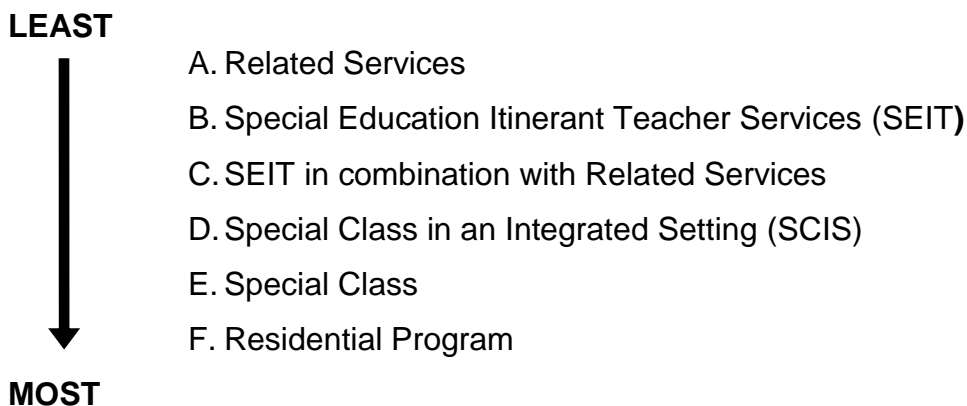 LEAST
A. Related Services
B. Special Education Itinerant Teacher Services (SEIT)
C. SEIT in combination with Related Services
D. Special Class in an Integrated Setting (SCIS)
E. Special Class
F. Residential Program
MOST